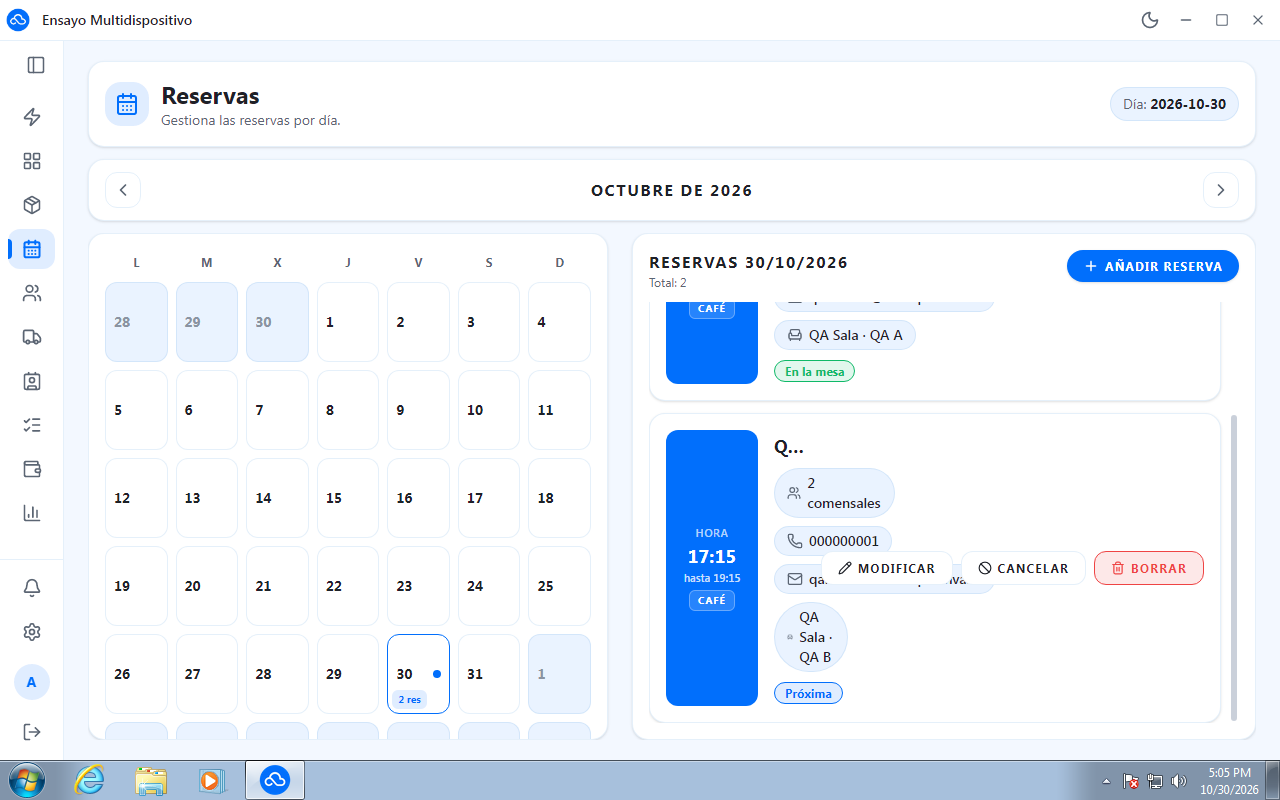 Ensayo Multidispositivo
Reservas
Gestiona las reservas por día.
Día: 2026-10-30
OCTUBRE DE 2026
L M X J V S D
28 29 30 1 2 3 4
5 6 7 8 9 10 11
12 13 14 15 16 17 18
19 20 21 22 23 24 25
26 27 28 29 30 31 1
2 res
RESERVAS 30/10/2026
Total: 2
AÑADIR RESERVA
CAFÉ
QA Sala · QA A
En la mesa
HORA
17:15
hasta 19:15
CAFÉ
Q...
2
comensales
000000001
MODIFICAR
CANCELAR
BORRAR
QA
Sala ·
QA B
Próxima
A
5:05 PM
10/30/2026